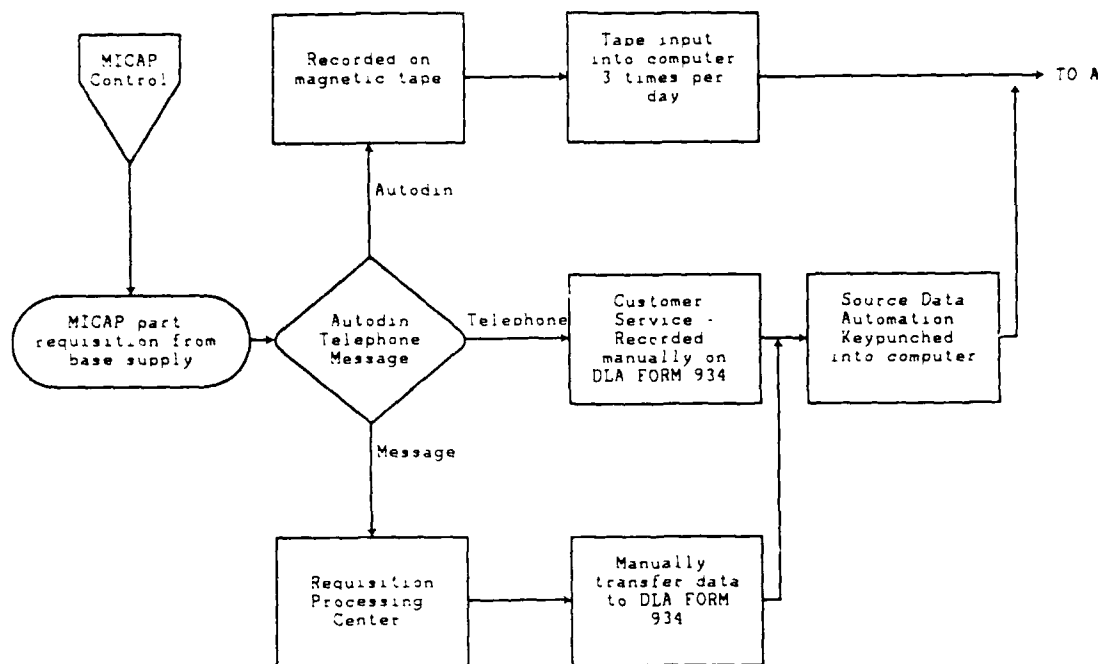 MICAP
Control
Recorded on
magnetic tape
Tape input
into computer
3 times per
day
TO A
Autodin
MICAP part
requisition from
base supply
Autodin
Telephone
Message
Telephone
Customer
Service -
Recorded
manually on
DLA FORM 934
Source Data
Automation
Keypunched
into computer
Message
Requisition
Processing
Center
Manually
transfer data
to DLA FORM
934